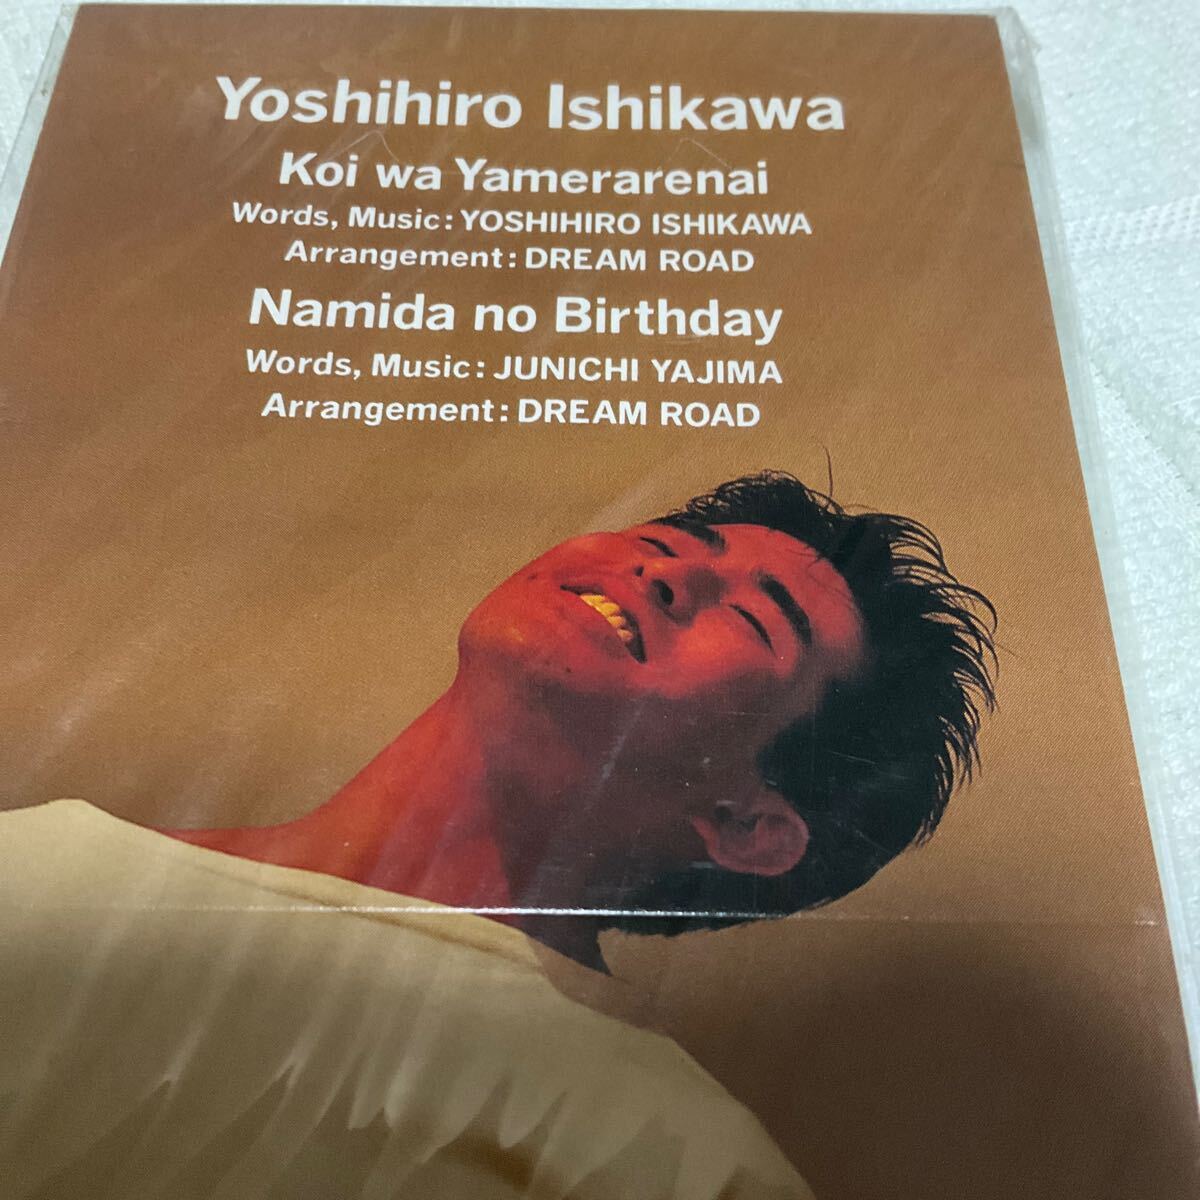 Yoshihiro Ishikawa
Koi wa Yamerarenai
Words, Music: YOSHIHIRO ISHIKAWA
Arrangement: DREAM ROAD
Namida no Birthday
Words, Music: JUNICHI YAJIMA
Arrangement: DREAM ROAD